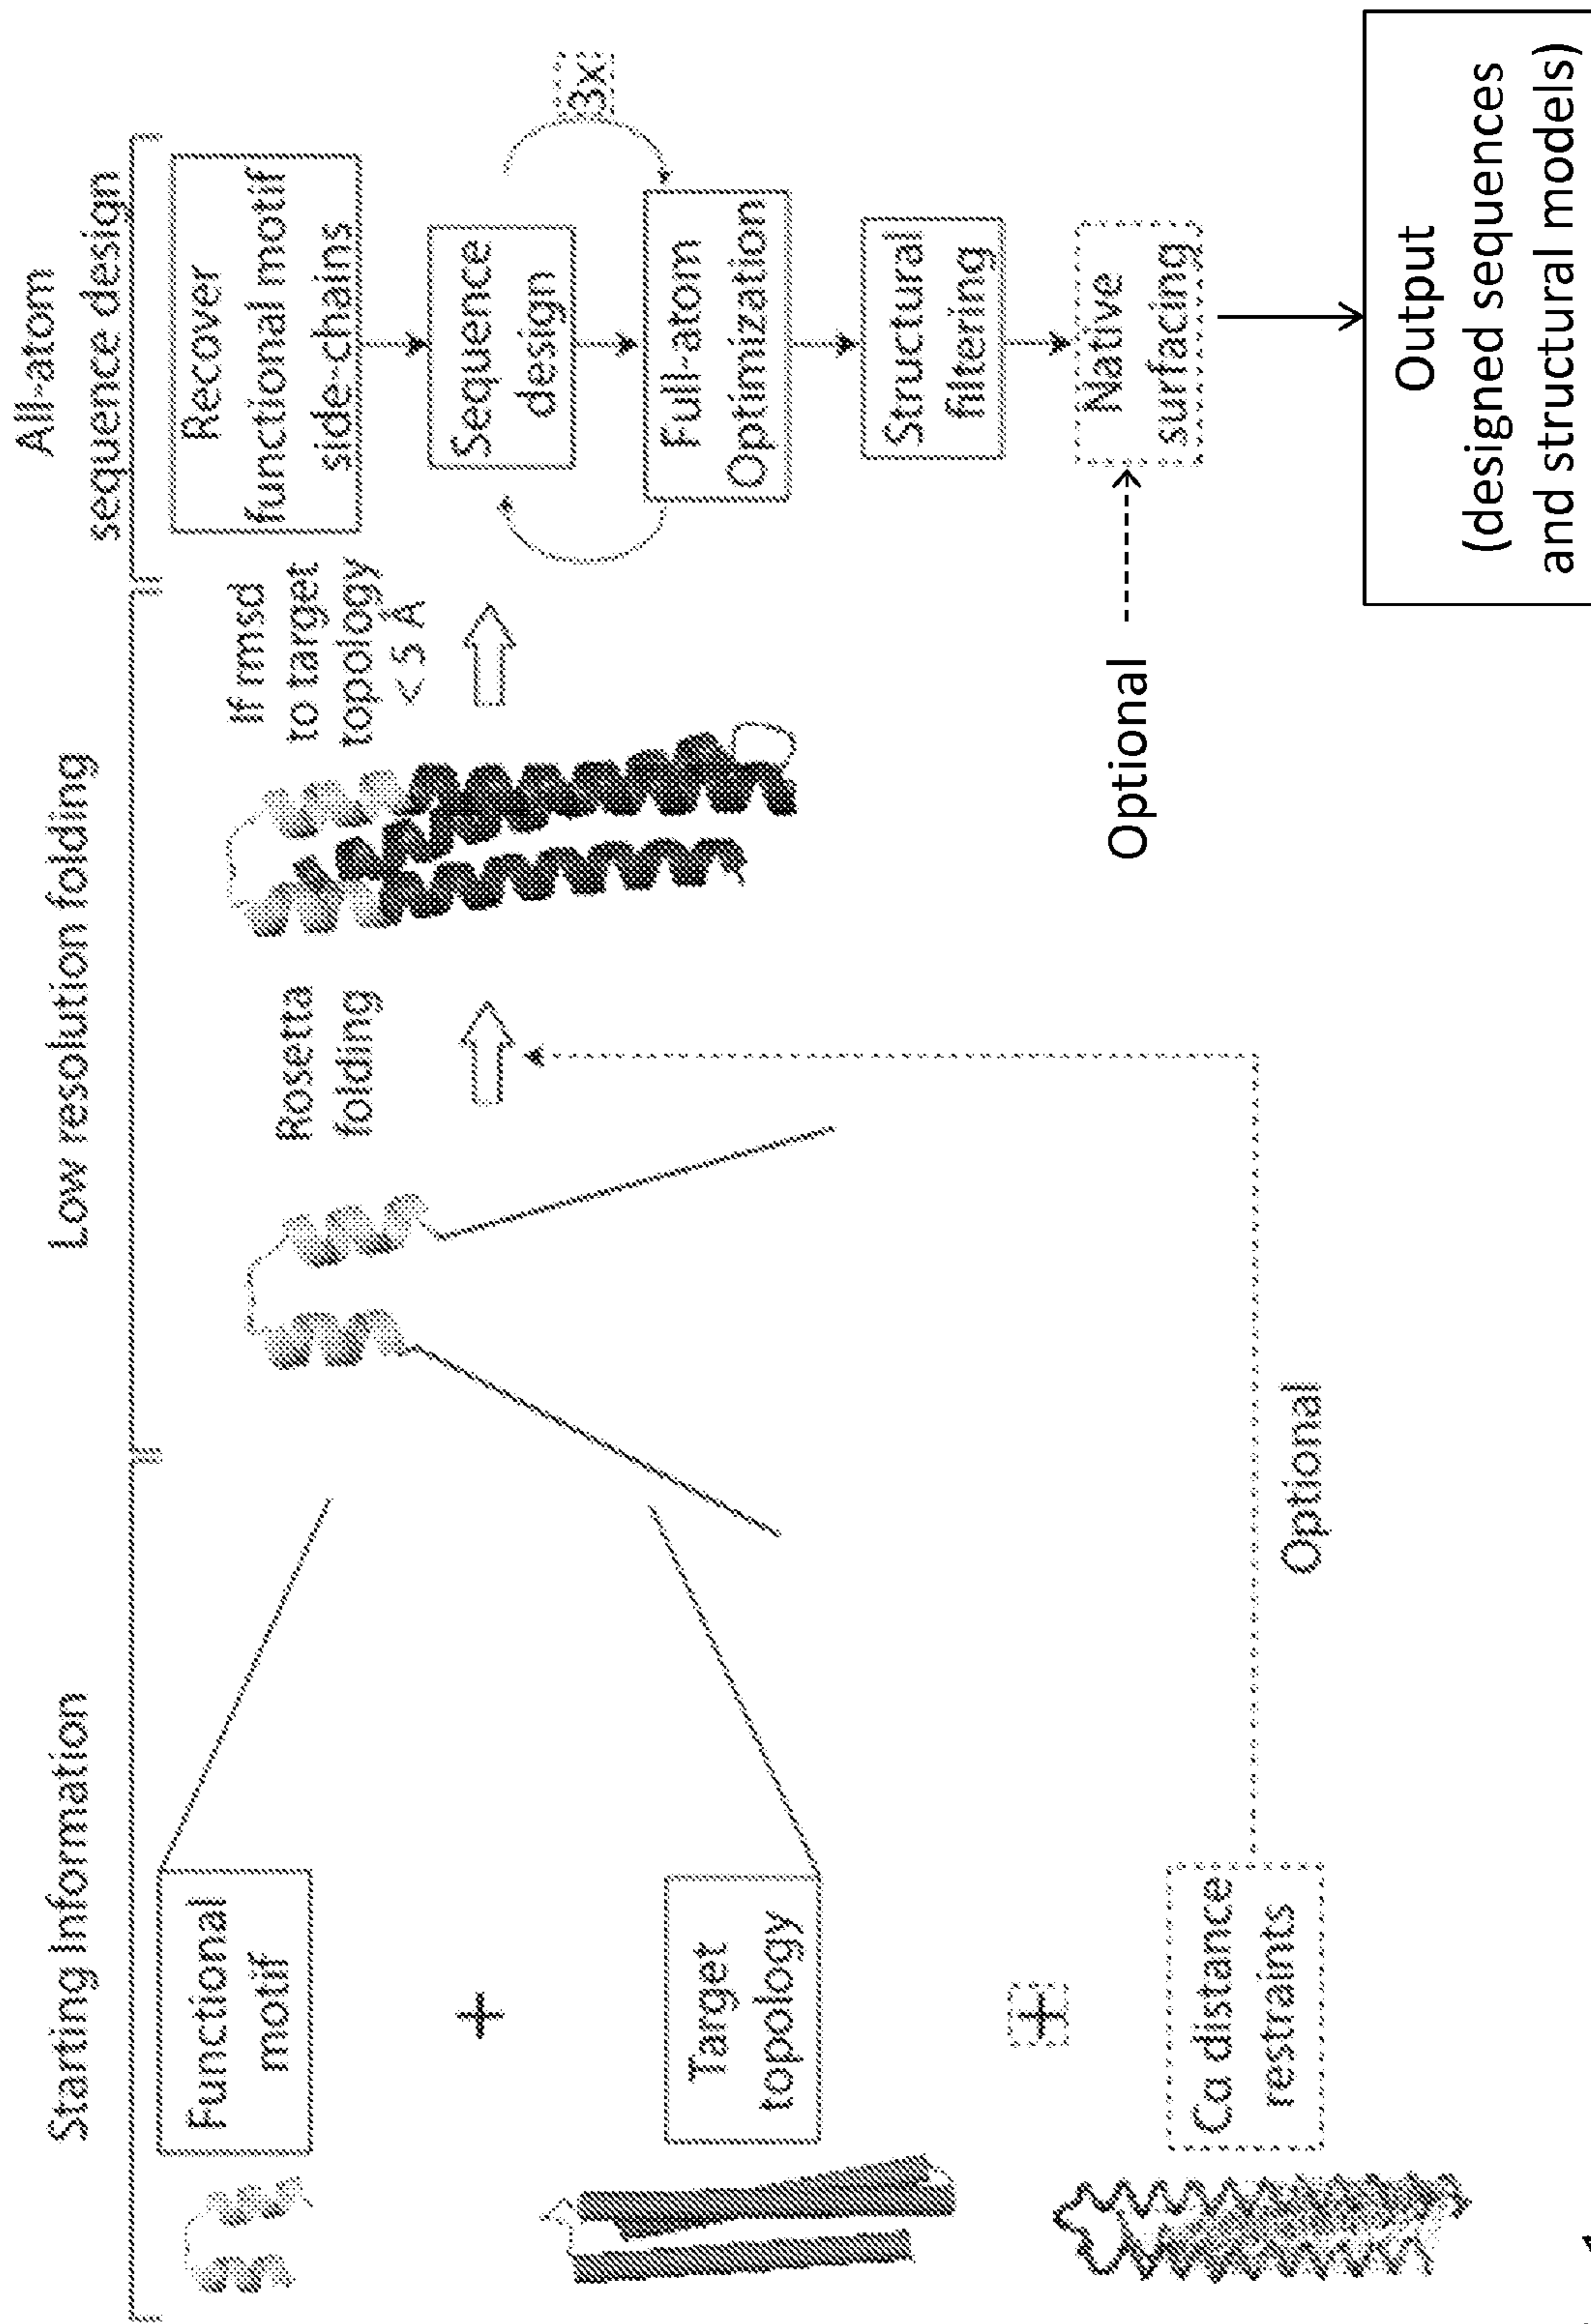 Starting Information
Functional
motif
+
Target
topology
+
Cα distance
restraints
Optional
Low resolution folding
Rosetta
folding
If rmsd
to target
topology
< 5 Å
All-atom
sequence design
Recover
functional motif
side-chains
Sequence
design
3x
Full-atom
Optimization
Structural
filtering
Optional
Native
surfacing
Output
(designed sequences
and structural models)